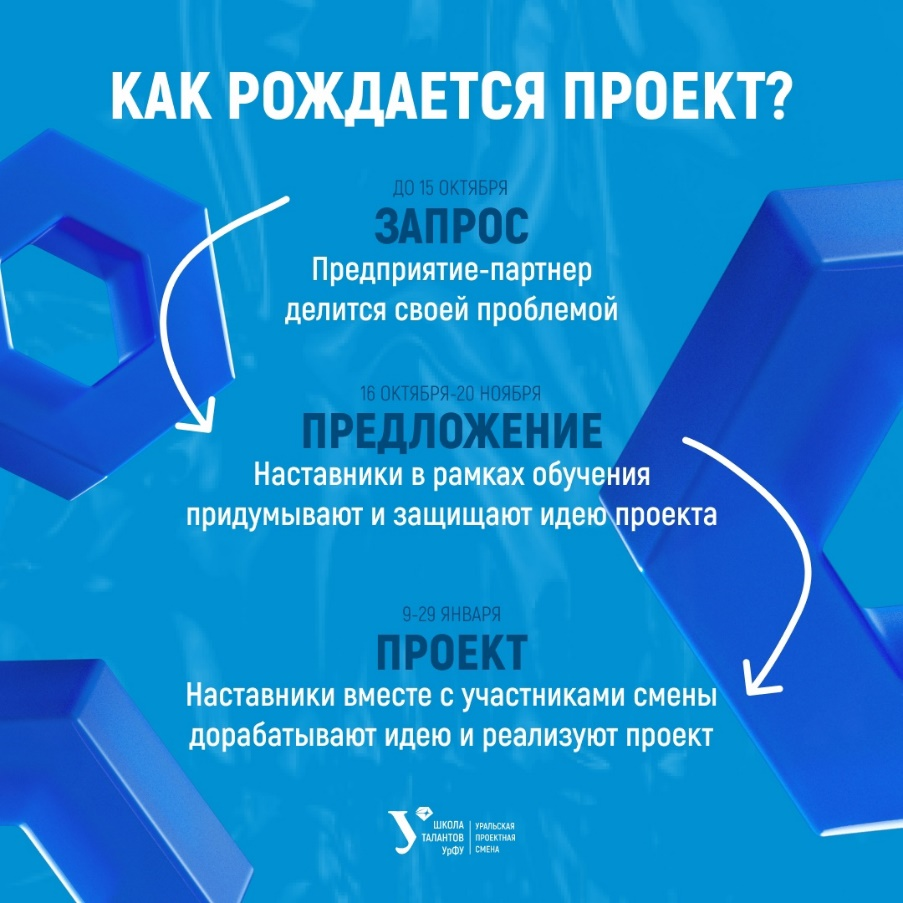 КАК РОЖДАЕТСЯ ПРОЕКТ?
ДО 15 ОКТЯБРЯ
ЗАПРОС
Предприятие-партнер
делится своей проблемой
16 ОКТЯБРЯ-20 НОЯБРЯ
ПРЕДЛОЖЕНИЕ
Наставники в рамках обучения
придумывают и защищают идею проекта
9-29 ЯНВАРЯ
ПРОЕКТ
Наставники вместе с участниками смены
дорабатывают идею и реализуют проект
У
ШКОЛА
ТАЛАНТОВ
УрФУ
УРАЛЬСКАЯ
ПРОЕКТНАЯ
СМЕНА